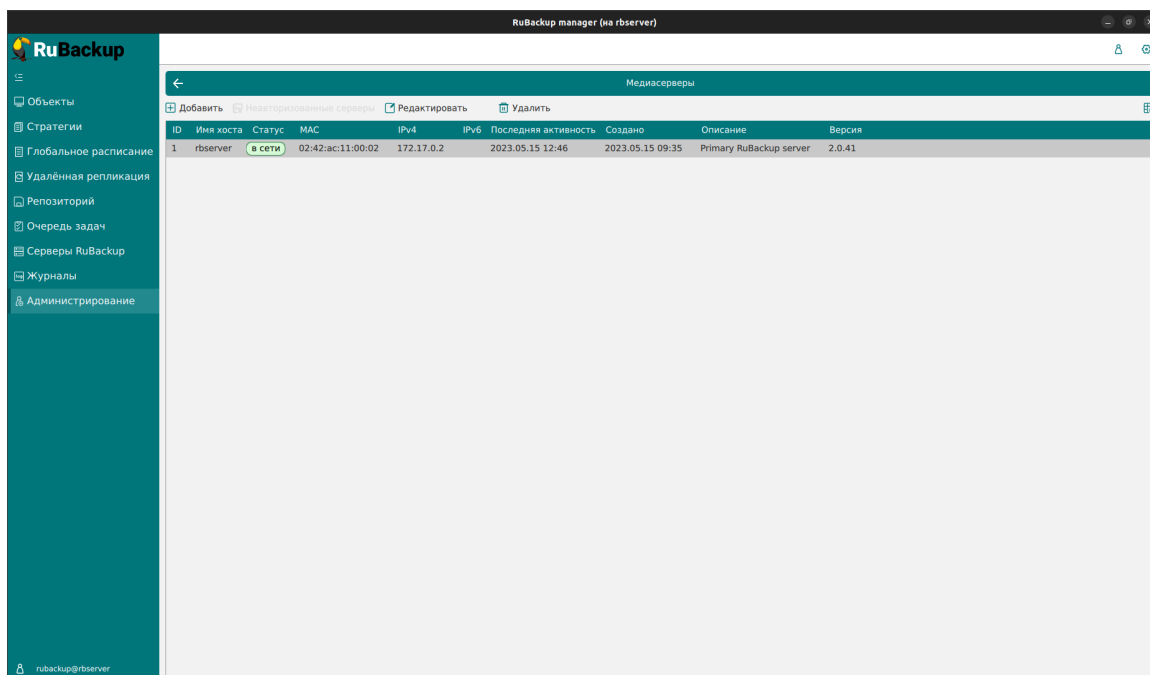 RuBackup manager (на rbserver)
RuBackup
Медиасерверы
Объекты
Стратегии
Глобальное расписание
Удалённая репликация
Репозиторий
Очередь задач
Серверы RuBackup
Журналы
Администрирование
Добавить Неавторизованные серверы Редактировать Удалить
ID Имя хоста Статус MAC IPv4 IPv6 Последняя активность Создано Описание Версия
1 rbserver в сети 02:42:ac:11:00:02 172.17.0.2 2023.05.15 12:46 2023.05.15 09:35 Primary RuBackup server 2.0.41
rubackup@rbserver